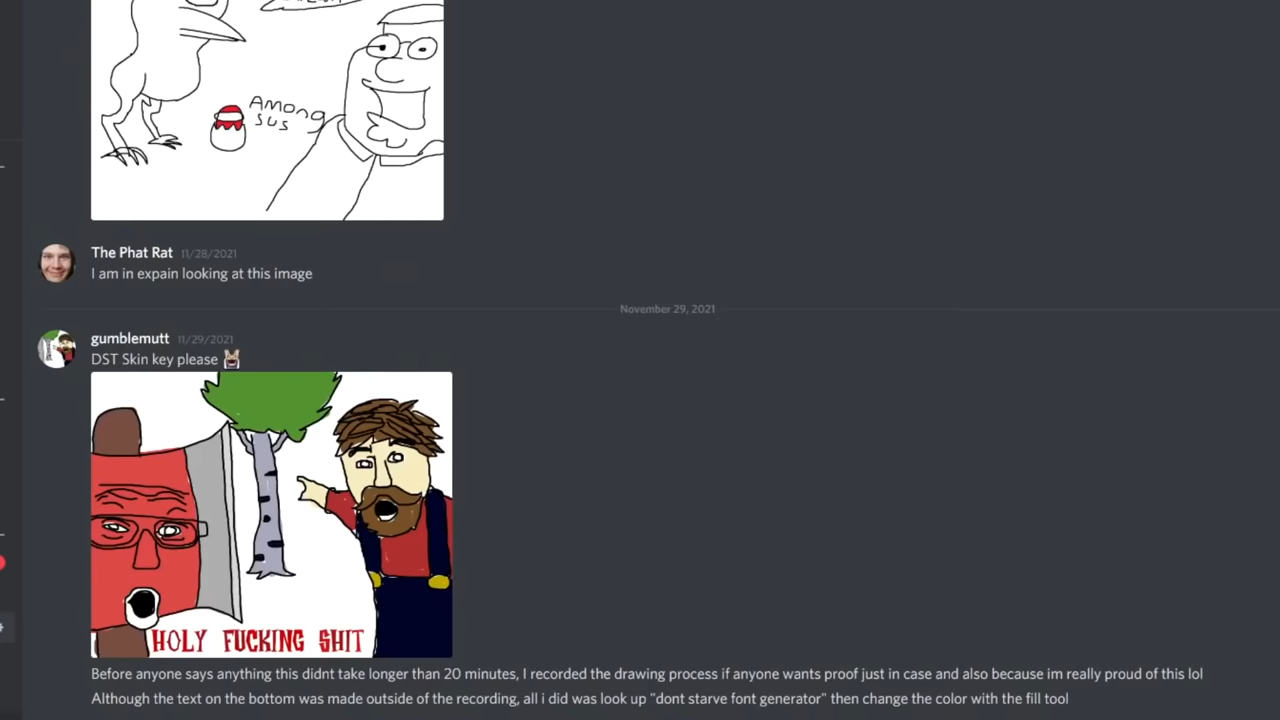 AMONG
SUS
The Phat Rat 11/28/2021
I am in expain looking at this image
November 29, 2021
gumblemutt 11/29/2021
DST Skin key please
HOLY FUCKING SHIT
Before anyone says anything this didnt take longer than 20 minutes, I recorded the drawing process if anyone wants proof just in case and also because im really proud of this lol
Although the text on the bottom was made outside of the recording, all i did was look up "dont starve font generator" then change the color with the fill tool